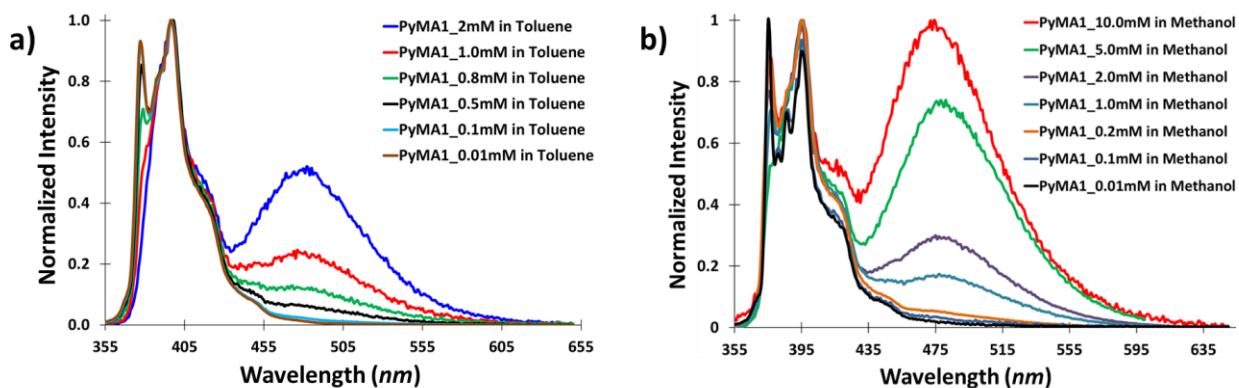 a)
PyMA1_2mM in Toluene
PyMA1_1.0mM in Toluene
PyMA1_0.8mM in Toluene
PyMA1_0.5mM in Toluene
PyMA1_0.1mM in Toluene
PyMA1_0.01mM in Toluene
Normalized Intensity
1.0
0.8
0.6
0.4
0.2
0.0
355 405 455 505 555 605 655
Wavelength (nm)
b)
PyMA1_10.0mM in Methanol
PyMA1_5.0mM in Methanol
PyMA1_2.0mM in Methanol
PyMA1_1.0mM in Methanol
PyMA1_0.2mM in Methanol
PyMA1_0.1mM in Methanol
PyMA1_0.01mM in Methanol
Normalized Intensity
1
0.8
0.6
0.4
0.2
0
355 395 435 475 515 555 595 635
Wavelength (nm)